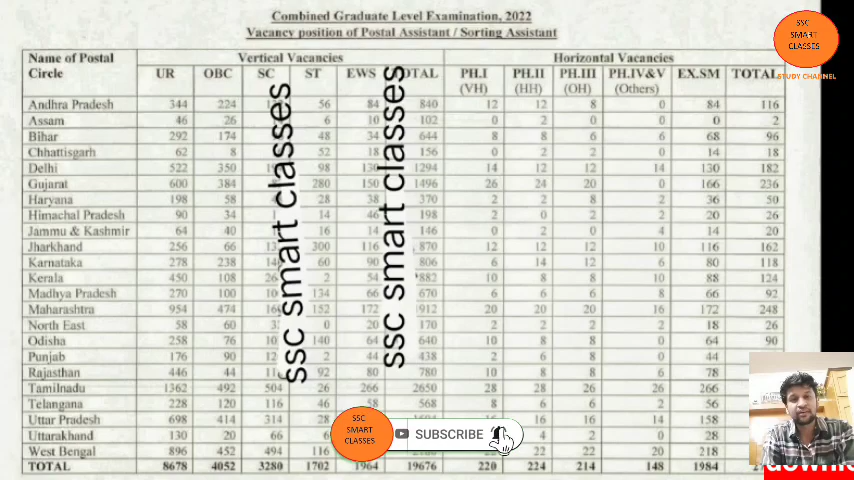 Combined Graduate Level Examination, 2022
Vacancy position of Postal Assistant / Sorting Assistant
SSC
SMART
CLASSES
STUDY CHANNEL
Name of Postal Circle Vertical Vacancies Horizontal Vacancies
UR OBC SC ST EWS TOTAL PH.I (VH) PH.II (HH) PH.III (OH) PH.IV&V (Others) EX.SM TOTAL
Andhra Pradesh 344 224 56 84 840 12 12 8 0 84 116
Assam 46 26 6 10 102 0 2 0 0 0 2
Bihar 292 174 48 34 644 8 8 6 6 68 96
Chhattisgarh 62 8 52 18 156 0 2 2 0 14 18
Delhi 522 350 98 130 1294 14 12 12 14 130 182
Gujarat 600 384 280 150 1496 26 24 20 0 166 236
Haryana 198 58 28 38 370 2 2 8 2 36 50
Himachal Pradesh 90 34 14 46 198 2 0 2 2 20 26
Jammu & Kashmir 64 40 16 14 146 0 2 0 4 14 20
Jharkhand 256 66 300 116 870 12 12 12 10 116 162
Karnataka 278 238 60 90 806 6 14 12 6 80 118
Kerala 450 108 2 54 882 10 8 8 10 88 124
Madhya Pradesh 270 100 134 66 670 6 6 6 8 66 92
Maharashtra 954 474 152 172 1912 20 20 20 16 172 248
North East 58 60 0 20 170 2 2 2 2 18 26
Odisha 258 76 140 64 640 10 8 8 0 64 90
Punjab 176 90 2 44 438 2 6 8 0 44
Rajasthan 446 44 92 80 780 10 8 8 6 78
Tamilnadu 1362 492 504 26 266 2650 28 28 26 26 266
Telangana 228 120 116 46 58 568 8 6 6 2 56
Uttar Pradesh 698 414 314 28 16 16 14 158
Uttarakhand 130 20 66 6 4 2 0 28
West Bengal 896 452 494 116 22 22 20 218
TOTAL 8678 4052 3280 1702 1964 19676 220 224 214 148 1984
ssc smart classes
ssc smart classes
SSC
SMART
CLASSES
SUBSCRIBE